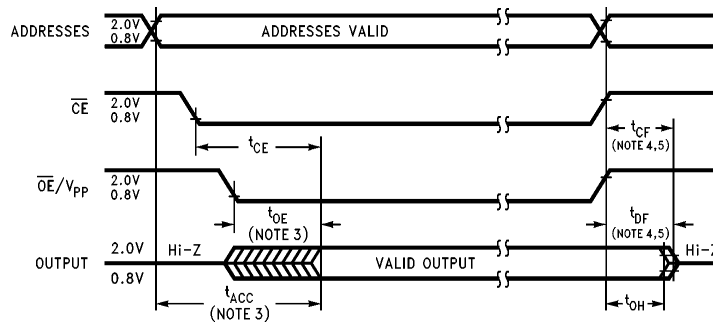 ADDRESSES
2.0V
0.8V
ADDRESSES VALID
CE
2.0V
0.8V
tCE
tCF
(NOTE 4,5)
OE/VPP
2.0V
0.8V
tOE
(NOTE 3)
tDF
(NOTE 4,5)
OUTPUT
2.0V
0.8V
Hi-Z
VALID OUTPUT
Hi-Z
tACC
(NOTE 3)
tOH